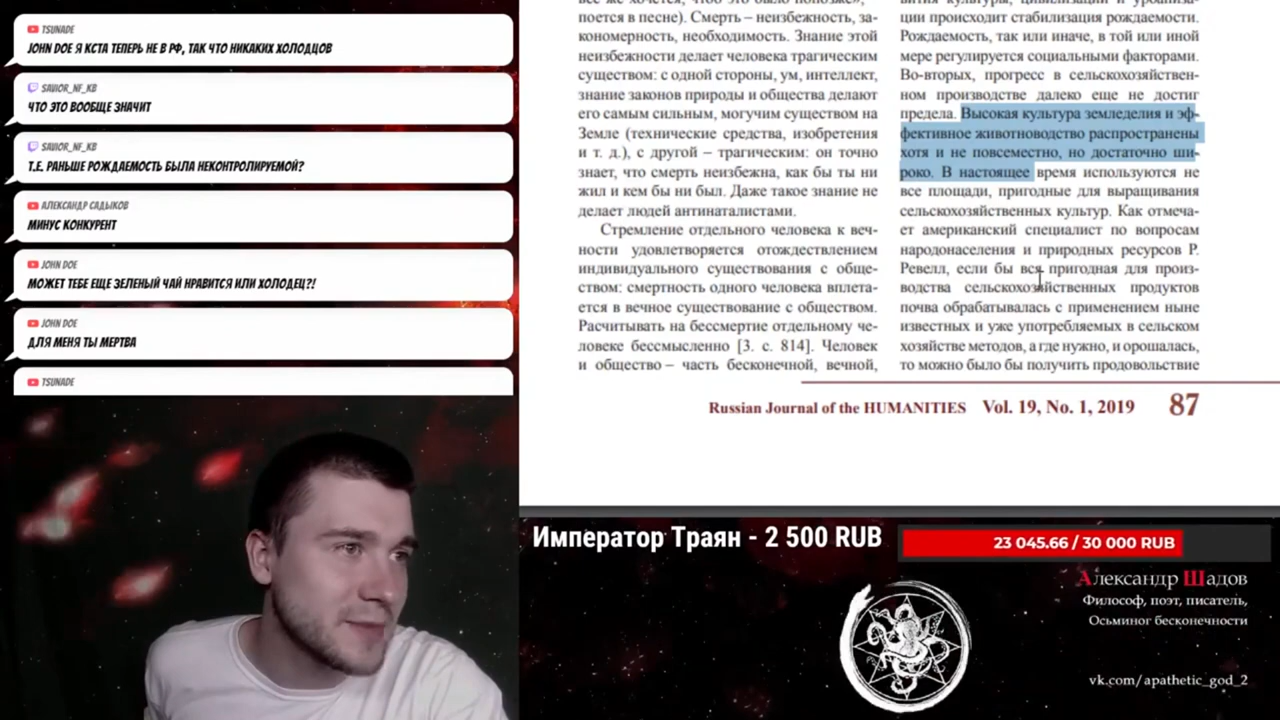 TSUNADE
JOHN DOE Я КСТА ТЕПЕРЬ НЕ В РФ, ТАК ЧТО НИКАКИХ ХОЛОДЦОВ
SAVIOR_NF_KB
ЧТО ЭТО ВООБЩЕ ЗНАЧИТ
SAVIOR_NF_KB
Т.Е. РАНЬШЕ РОЖДАЕМОСТЬ БЫЛА НЕКОНТРОЛИРУЕМОЙ?
АЛЕКСАНДР САДЫКОВ
МИНУС КОНКУРЕНТ
JOHN DOE
МОЖЕТ ТЕБЕ ЕЩЕ ЗЕЛЕНЫЙ ЧАЙ НРАВИТСЯ ИЛИ ХОЛОДЕЦ?!
JOHN DOE
ДЛЯ МЕНЯ ТЫ МЕРТВА
TSUNADE
поется в песне). Смерть – неизбежность, за-
кономерность, необходимость. Знание этой
неизбежности делает человека трагическим
существом: с одной стороны, ум, интеллект,
знание законов природы и общества делают
его самым сильным, могучим существом на
Земле (технические средства, изобретения
и т. д.), с другой – трагическим: он точно
знает, что смерть неизбежна, как бы ты ни
жил и кем бы ни был. Даже такое знание не
делает людей антинаталистами.
Стремление отдельного человека к веч-
ности удовлетворяется отождествлением
индивидуального существования с обще-
ством: смертность одного человека вплета-
ется в вечное существование с обществом.
Расчитывать на бессмертие отдельному че-
ловеке бессмысленно [3. с. 814]. Человек
и общество – часть бесконечной, вечной,
ции происходит стабилизация рождаемости.
Рождаемость, так или иначе, в той или иной
мере регулируется социальными факторами.
Во-вторых, прогресс в сельскохозяйствен-
ном производстве далеко еще не достиг
предела. Высокая культура земледелия и эф-
фективное животноводство распространены
хотя и не повсеместно, но достаточно ши-
роко. В настоящее время используются не
все площади, пригодные для выращивания
сельскохозяйственных культур. Как отмеча-
ет американский специалист по вопросам
народонаселения и природных ресурсов Р.
Ревелл, если бы вся пригодная для произ-
водства сельскохозяйственных продуктов
почва обрабатывалась с применением ныне
известных и уже употребляемых в сельском
хозяйстве методов, а где нужно, и орошалась,
то можно было бы получить продовольствие
Russian Journal of the HUMANITIES Vol. 19, No. 1, 2019 87
Император Траян - 2 500 RUB
23 045.66 / 30 000 RUB
Александр Шадов
Философ, поэт, писатель,
Осьминог бесконечности
vk.com/apathetic_god_2